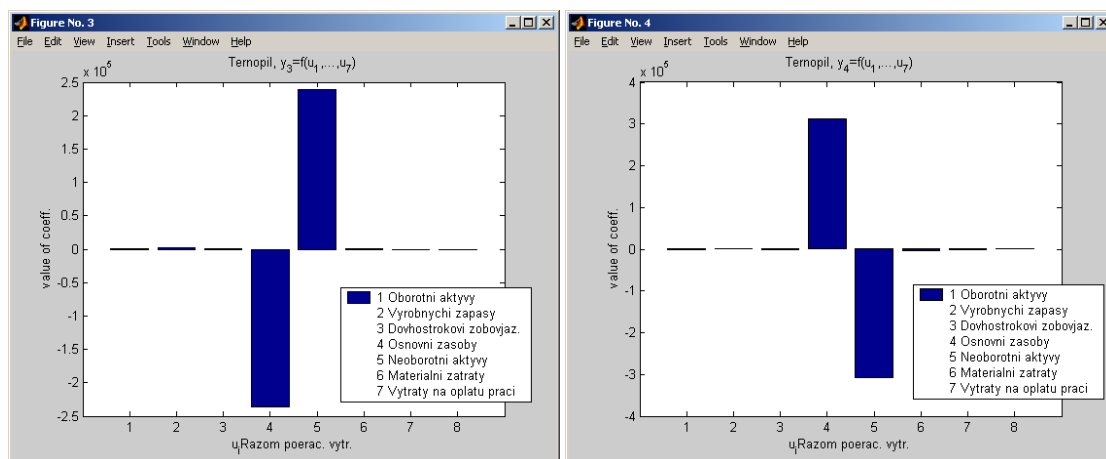 Figure No. 3
File Edit View Insert Tools Window Help
x 10⁵
Ternopil, y₃=f(u₁,...,u₇)
2.5
2
1.5
1
0.5
0
-0.5
-1
-1.5
-2
-2.5
value of coeff.
1 Oborotni aktyvy
2 Vyrobnychi zapasy
3 Dovhostrokovi zobovjaz.
4 Osnovni zasoby
5 Neoborotni aktyvy
6 Materialni zatraty
7 Vytraty na oplatu praci
1 2 3 4 5 6 7 8
uᵢRazom poerac. vytr.
Figure No. 4
File Edit View Insert Tools Window Help
x 10⁵
Ternopil, y₄=f(u₁,...,u₇)
4
3
2
1
0
-1
-2
-3
-4
value of coeff.
1 Oborotni aktyvy
2 Vyrobnychi zapasy
3 Dovhostrokovi zobovjaz.
4 Osnovni zasoby
5 Neoborotni aktyvy
6 Materialni zatraty
7 Vytraty na oplatu praci
1 2 3 4 5 6 7 8
uᵢRazom poerac. vytr.